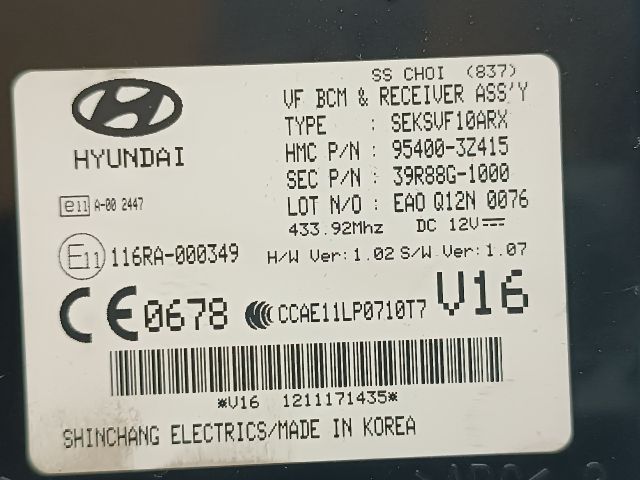 SS CHOI (837)
VF BCM & RECEIVER ASS'Y
HYUNDAI
TYPE : SEKSVF10ARX
HMC P/N : 95400-3Z415
SEC P/N : 39R88G-1000
LOT N/O : EAO Q12N 0076
433.92Mhz DC 12V
e11 A-00 2447
E11 116RA-000349
H/W Ver: 1.02 S/W. Ver: 1.07
CE0678 CCAE11LP0710T7 V16
*V16 1211171435*
SHINCHANG ELECTRICS/MADE IN KOREA